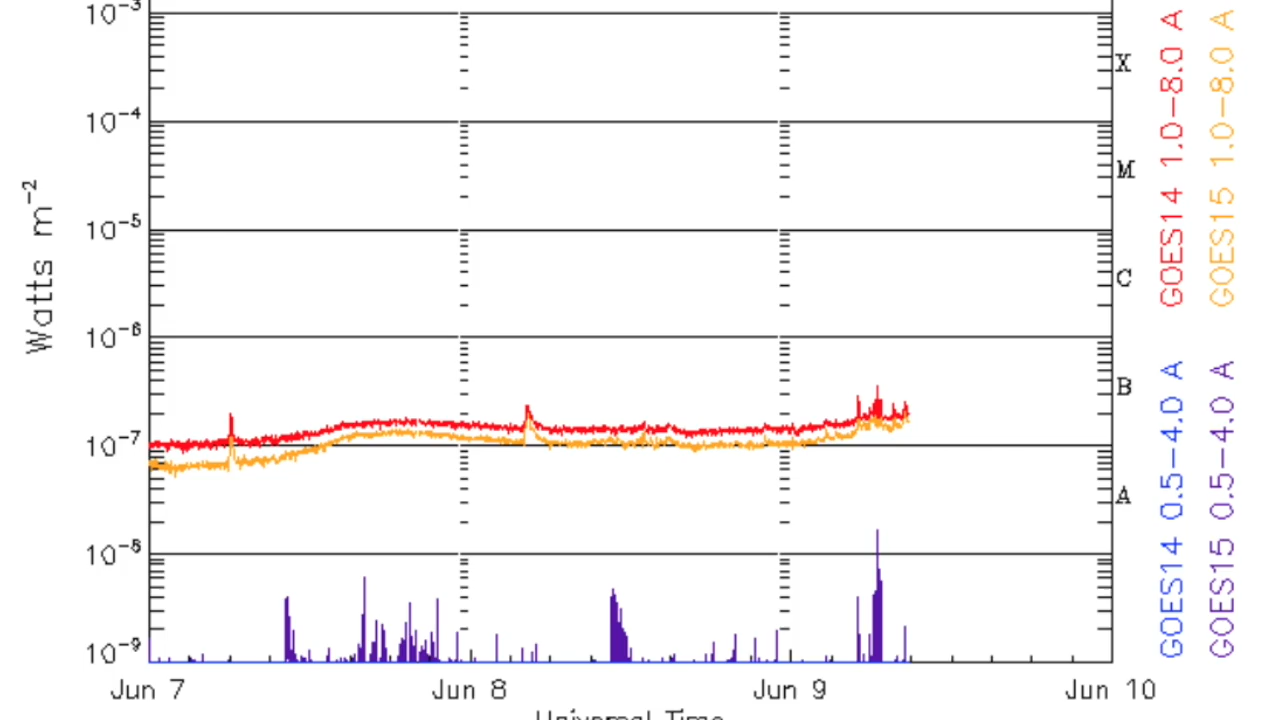 10⁻³
10⁻⁴
10⁻⁵
10⁻⁶
10⁻⁷
10⁻⁸
10⁻⁹
Watts m⁻²
X
M
C
B
A
Jun 7 Jun 8 Jun 9 Jun 10
Universal Time
GOES14 1.0-8.0 A
GOES15 1.0-8.0 A
GOES14 0.5-4.0 A
GOES15 0.5-4.0 A